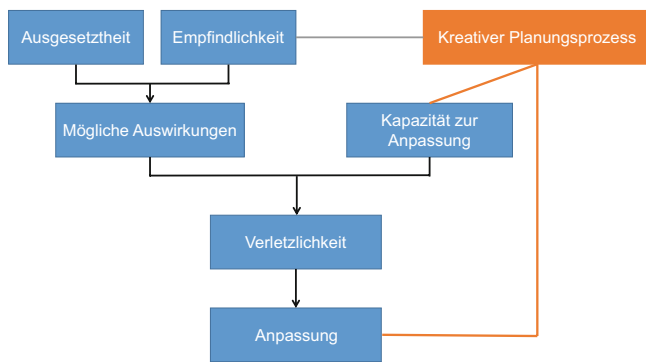 Ausgesetztheit
Empfindlichkeit
Kreativer Planungsprozess
Mögliche Auswirkungen
Kapazität zur
Anpassung
Verletzlichkeit
Anpassung